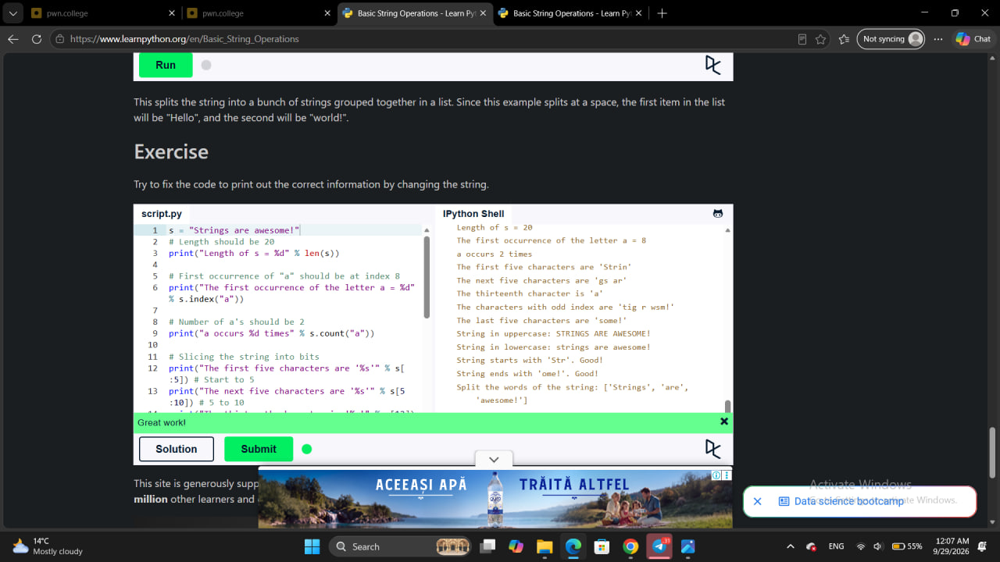 pwn.college
pwn.college
Basic String Operations - Learn Pyt
Basic String Operations - Learn Pyt
https://www.learnpython.org/en/Basic_String_Operations
Not syncing
Chat
Run
This splits the string into a bunch of strings grouped together in a list. Since this example splits at a space, the first item in the list
will be "Hello", and the second will be "world!".
Exercise
Try to fix the code to print out the correct information by changing the string.
script.py
1 s = "Strings are awesome!"
2 # Length should be 20
3 print("Length of s = %d" % len(s))
4
5 # First occurrence of "a" should be at index 8
6 print("The first occurrence of the letter a = %d"
% s.index("a"))
7
8 # Number of a's should be 2
9 print("a occurs %d times" % s.count("a"))
10
11 # Slicing the string into bits
12 print("The first five characters are '%s'" % s[
:5]) # Start to 5
13 print("The next five characters are '%s'" % s[5
:10]) # 5 to 10
IPython Shell
Length of s = 20
The first occurrence of the letter a = 8
a occurs 2 times
The first five characters are 'Strin'
The next five characters are 'gs ar'
The thirteenth character is 'a'
The characters with odd index are 'tig r wsm!'
The last five characters are 'some!'
String in uppercase: STRINGS ARE AWESOME!
String in lowercase: strings are awesome!
String starts with 'Str'. Good!
String ends with 'ome!'. Good!
Split the words of the string: ['Strings', 'are',
'awesome!']
Great work!
Solution
Submit
This site is generously supp
million other learners and
ACEEAȘI APĂ
TRĂITĂ ALTFEL
Activate Windows
Go to Settings to activate Windows.
Data science bootcamp
14°C
Mostly cloudy
Search
31
ENG
55%
12:07 AM
9/29/2026